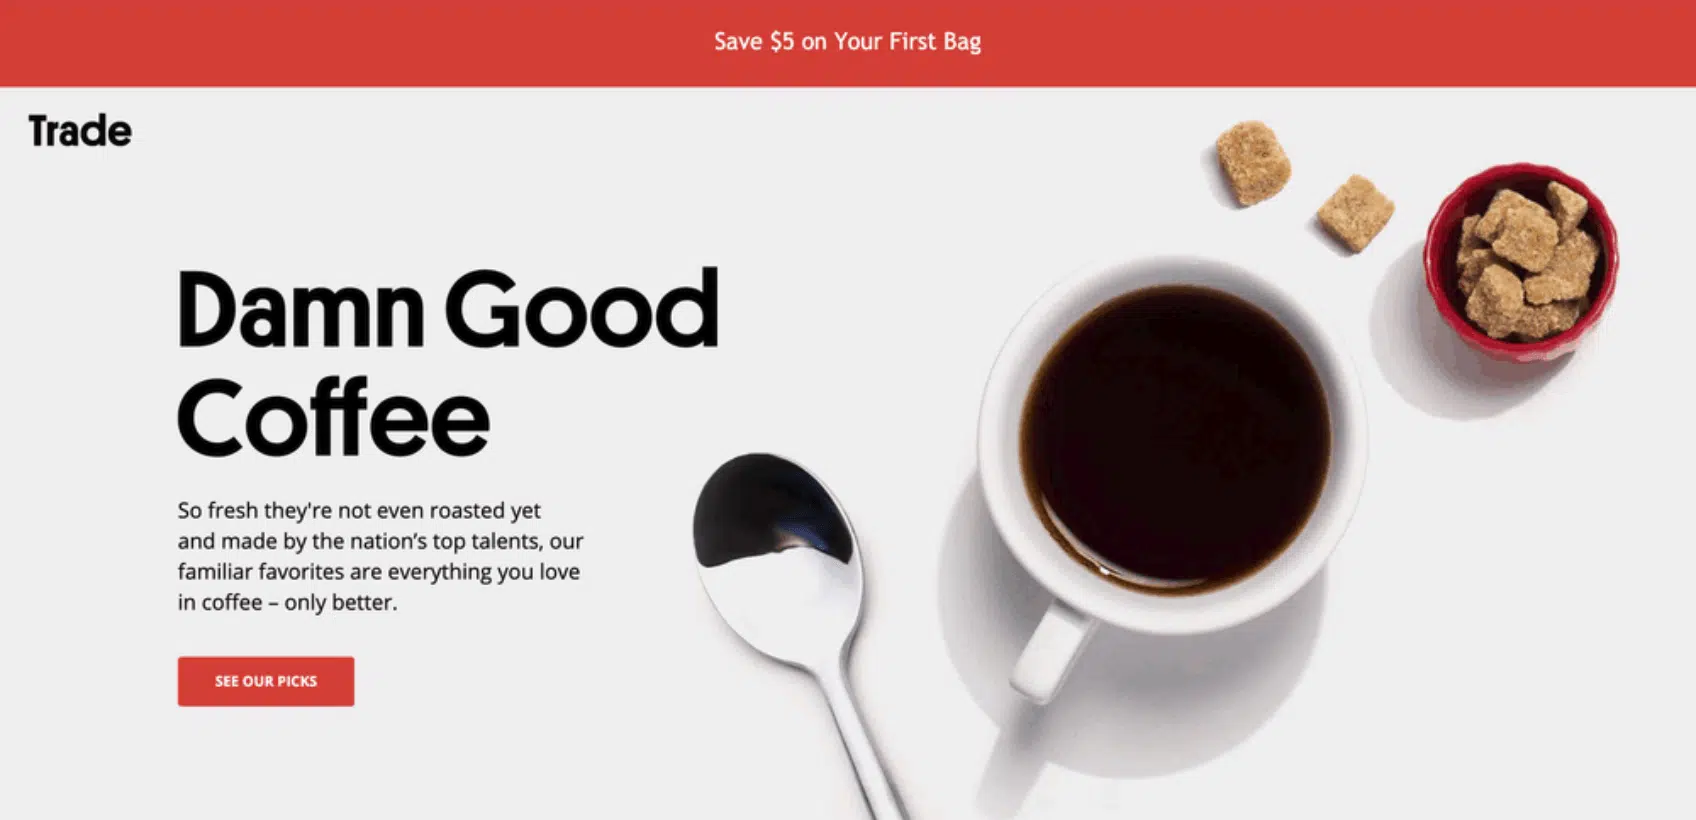 Save $5 on Your First Bag
Trade
Damn Good
Coffee
So fresh they're not even roasted yet
and made by the nation’s top talents, our
familiar favorites are everything you love
in coffee – only better.
SEE OUR PICKS